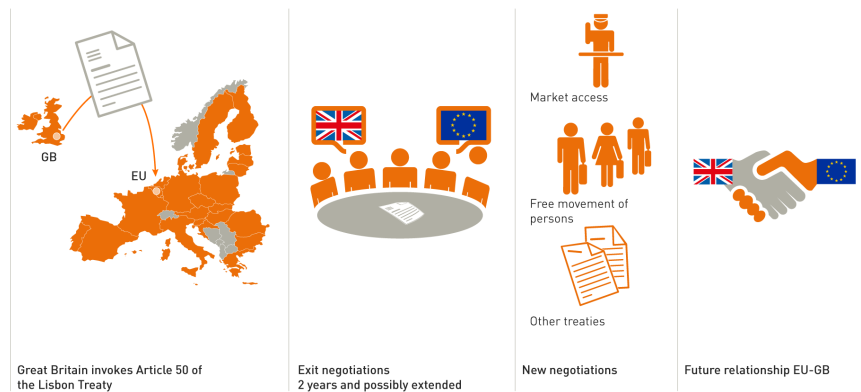 GB
EU
Great Britain invokes Article 50 of
the Lisbon Treaty
Exit negotiations
2 years and possibly extended
Market access
Free movement of
persons
Other treaties
New negotiations
Future relationship EU-GB